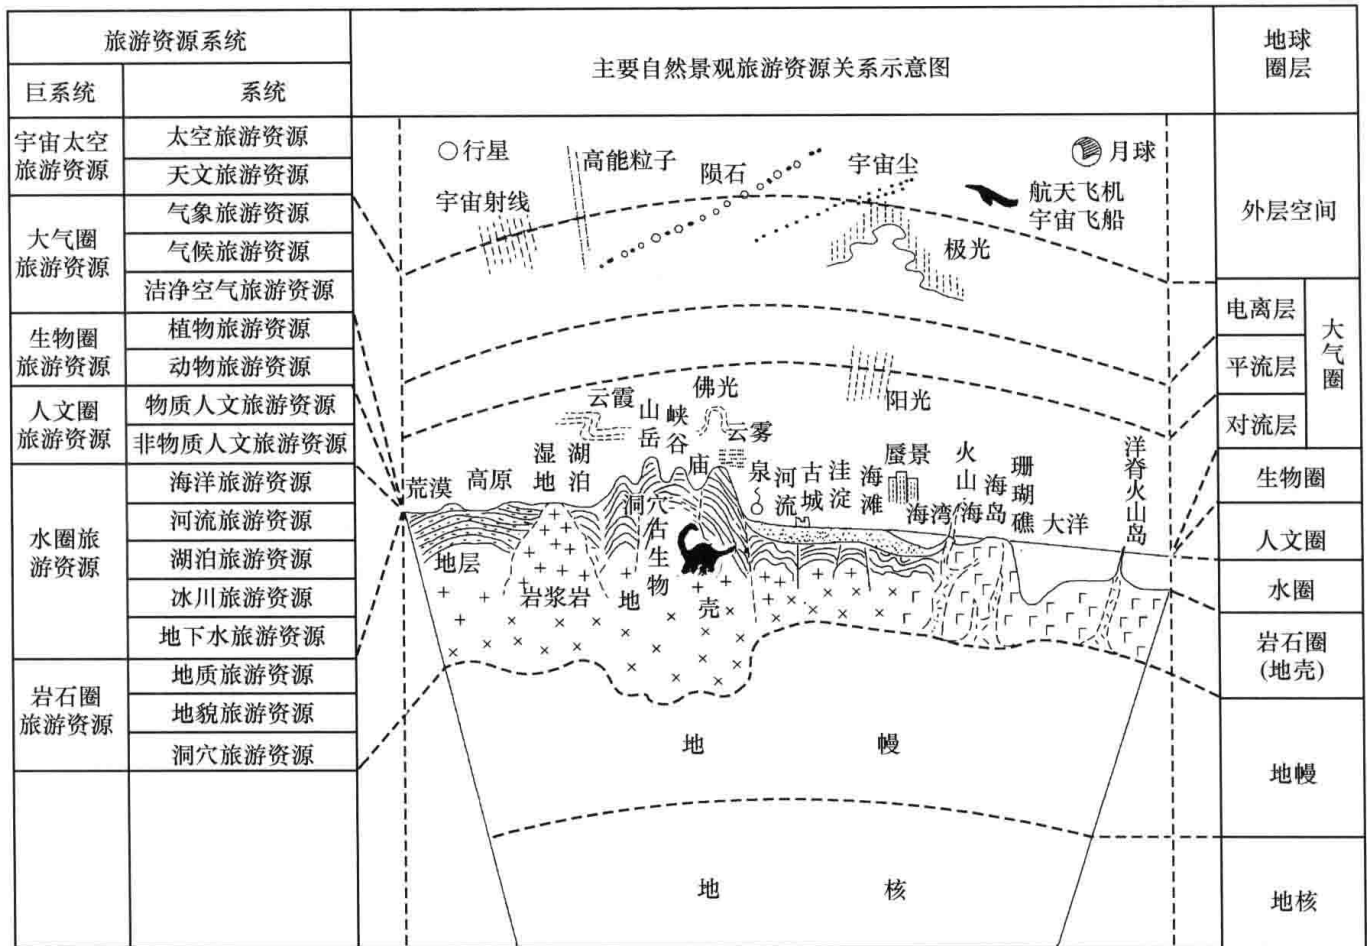 旅游资源系统
主要自然景观旅游资源关系示意图
地球
圈层
巨系统
系统
宇宙太空
旅游资源
太空旅游资源
天文旅游资源
大气圈
旅游资源
气象旅游资源
气候旅游资源
洁净空气旅游资源
生物圈
旅游资源
植物旅游资源
动物旅游资源
人文圈
旅游资源
物质人文旅游资源
非物质人文旅游资源
水圈旅
游资源
海洋旅游资源
河流旅游资源
湖泊旅游资源
冰川旅游资源
地下水旅游资源
岩石圈
旅游资源
地质旅游资源
地貌旅游资源
洞穴旅游资源
行星
高能粒子
陨石
宇宙尘
月球
宇宙射线
航天飞机
宇宙飞船
极光
阳光
云霞
佛光
云雾
荒漠
高原
湿地
湖泊
山岳
峡谷
庙
泉
河流
古城
洼淀
海滩
蜃景
海湾
火山
海岛
海
珊瑚礁
大洋
洋脊火山岛
洞穴
古生物
地层
岩浆岩
地壳
地幔
地核
外层空间
电离层
平流层
对流层
大气圈
生物圈
人文圈
水圈
岩石圈
(地壳)
地幔
地核